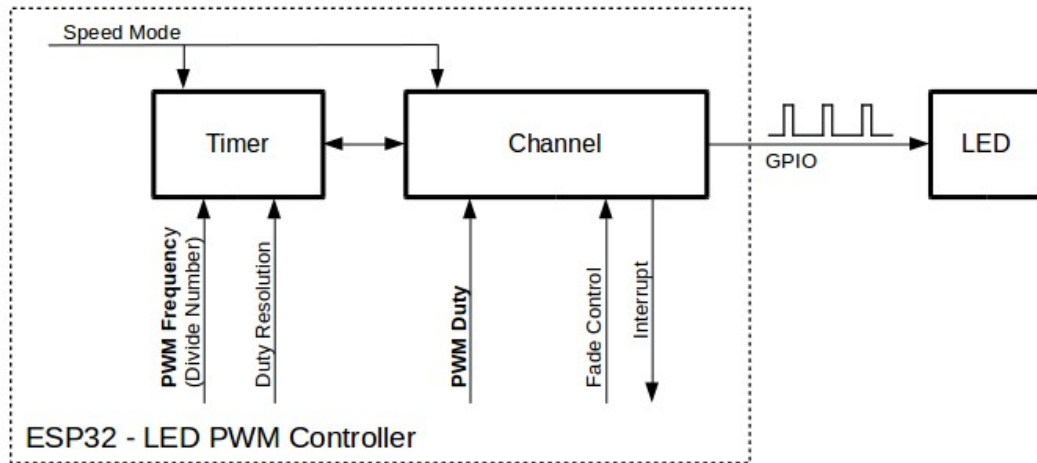 Speed Mode
Timer
Channel
GPIO
LED
PWM Frequency
(Divide Number)
Duty Resolution
PWM Duty
Fade Control
Interrupt
ESP32 - LED PWM Controller